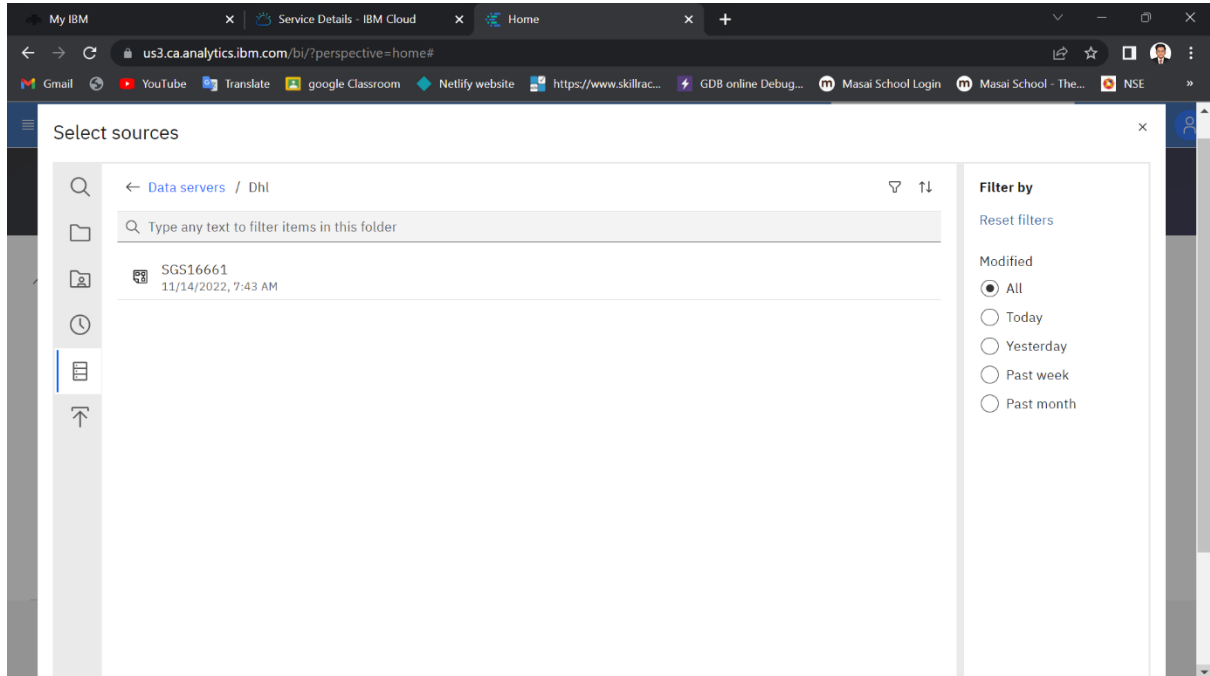 My IBM
Service Details - IBM Cloud
Home
us3.ca.analytics.ibm.com/bi/?perspective=home#
Gmail YouTube Translate google Classroom Netlify website https://www.skillrac... GDB online Debug... Masai School Login Masai School - The... NSE »
Select sources
Data servers / Dhl
Type any text to filter items in this folder
SGS16661
11/14/2022, 7:43 AM
Filter by
Reset filters
Modified
All
Today
Yesterday
Past week
Past month